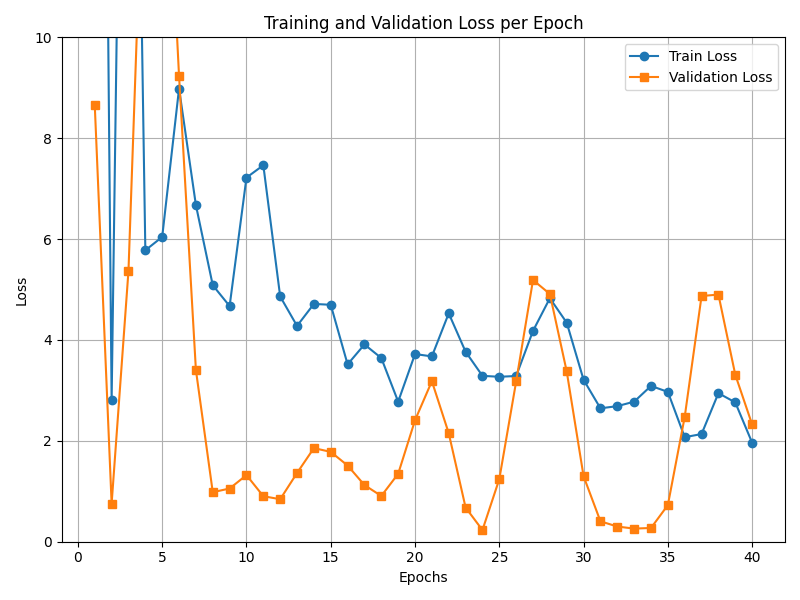 Training and Validation Loss per Epoch
Train Loss
Validation Loss
10
8
6
4
2
0
Loss
0 5 10 15 20 25 30 35 40
Epochs